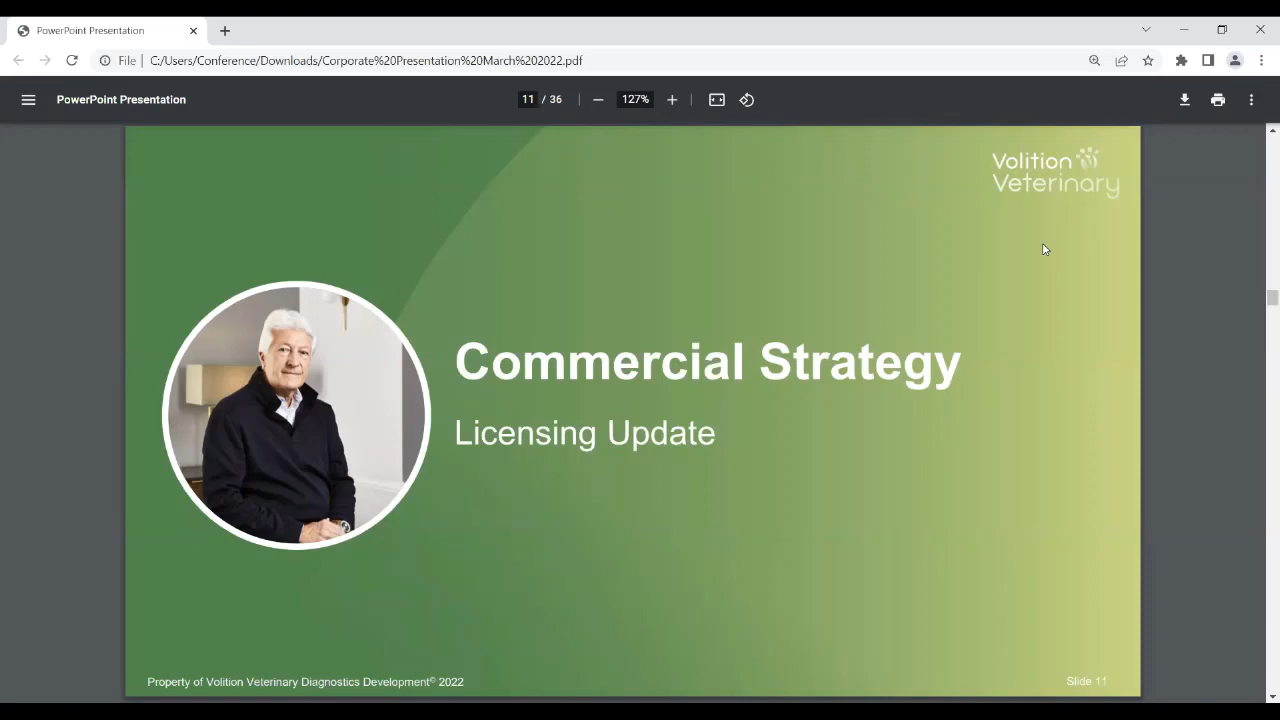 PowerPoint Presentation
File
C:/Users/Conference/Downloads/Corporate%20Presentation%20March%202022.pdf
PowerPoint Presentation
11 / 36
127%
Volition
Veterinary
Commercial Strategy
Licensing Update
Property of Volition Veterinary Diagnostics Development© 2022
Slide 11